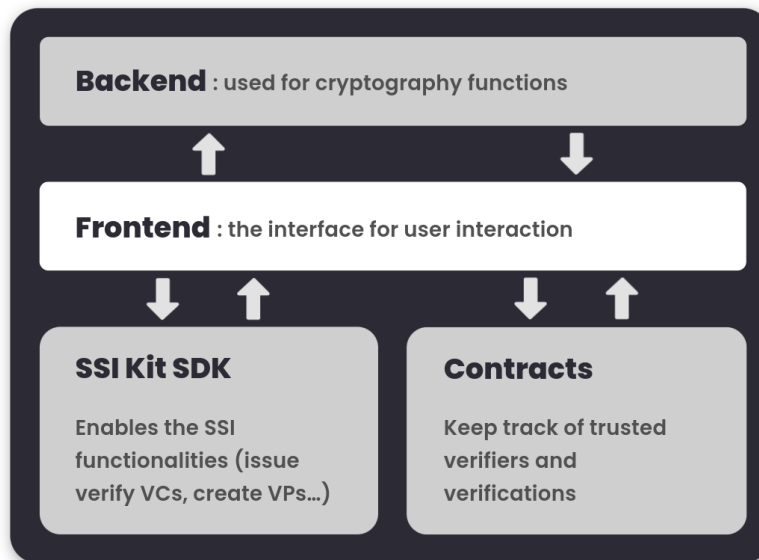 Backend : used for cryptography functions
Frontend : the interface for user interaction
SSI Kit SDK
Enables the SSI
functionalities (issue
verify VCs, create VPs…)
Contracts
Keep track of trusted
verifiers and
verifications